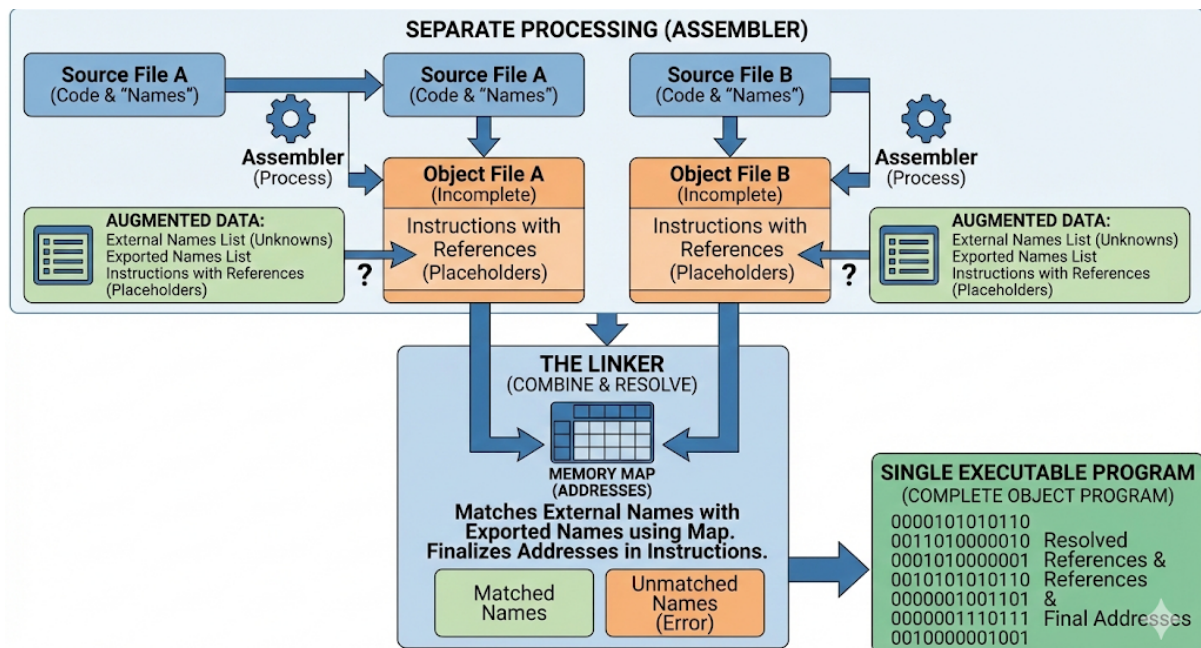 SEPARATE PROCESSING (ASSEMBLER)
Source File A
(Code & “Names”)
Source File A
(Code & “Names”)
Source File B
(Code & “Names”)
Assembler
(Process)
Object File A
(Incomplete)
Instructions with
References
(Placeholders)
Object File B
(Incomplete)
Instructions with
References
(Placeholders)
Assembler
(Process)
AUGMENTED DATA:
External Names List (Unknowns)
Exported Names List
Instructions with References
(Placeholders)
?
AUGMENTED DATA:
External Names List (Unknowns)
Exported Names List
Instructions with References
(Placeholders)
?
THE LINKER
(COMBINE & RESOLVE)
MEMORY MAP
(ADDRESSES)
Matches External Names with
Exported Names using Map.
Finalizes Addresses in Instructions.
Matched
Names
Unmatched
Names
(Error)
SINGLE EXECUTABLE PROGRAM
(COMPLETE OBJECT PROGRAM)
0000101010110
0011010000010 Resolved
0001010000001 References &
0010101010110 References
0000001001101 &
0000001110111 Final Addresses
0010000001001